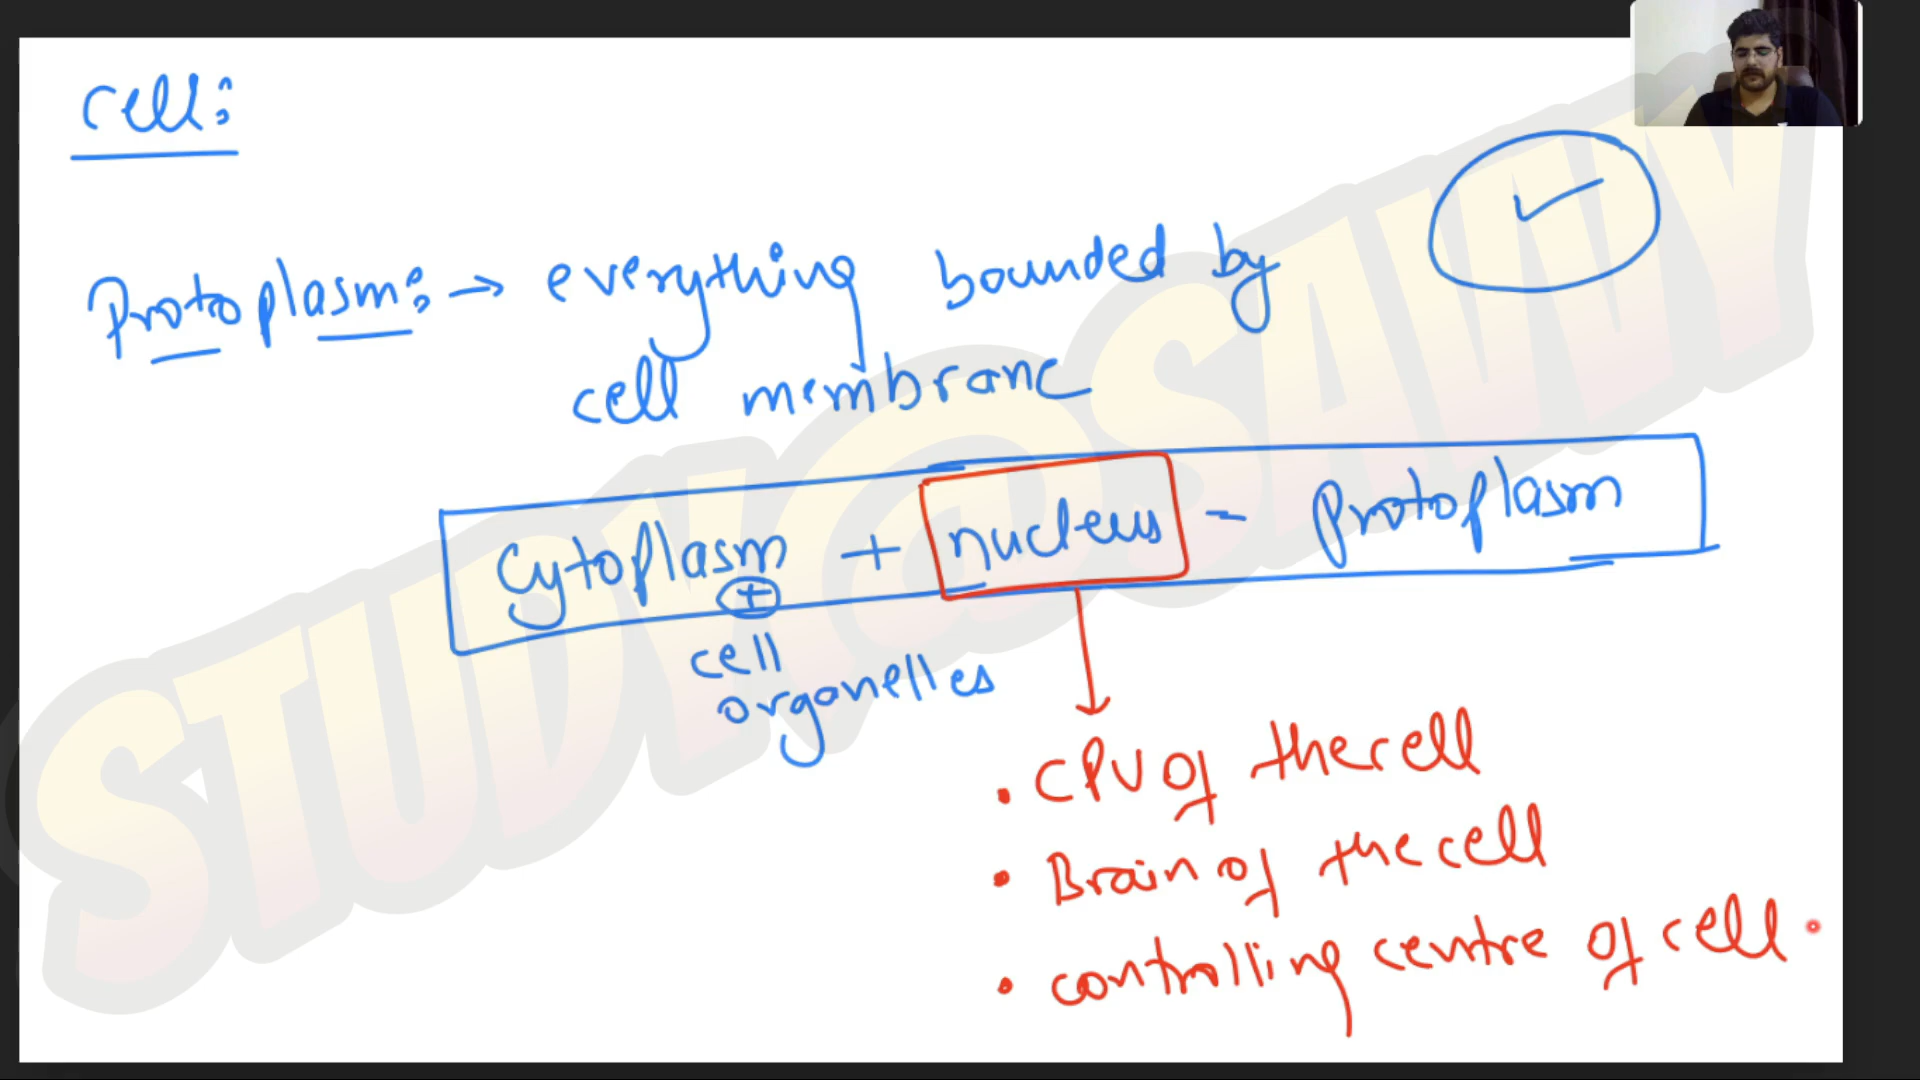 cell:
Protoplasm: → everything bounded by
cell membrane
Cytoplasm + nucleus - Protoplasm
+
cell
organelles
• CPU of the cell
• Brain of the cell
• controlling centre of cell.
STUDY@SAVVY